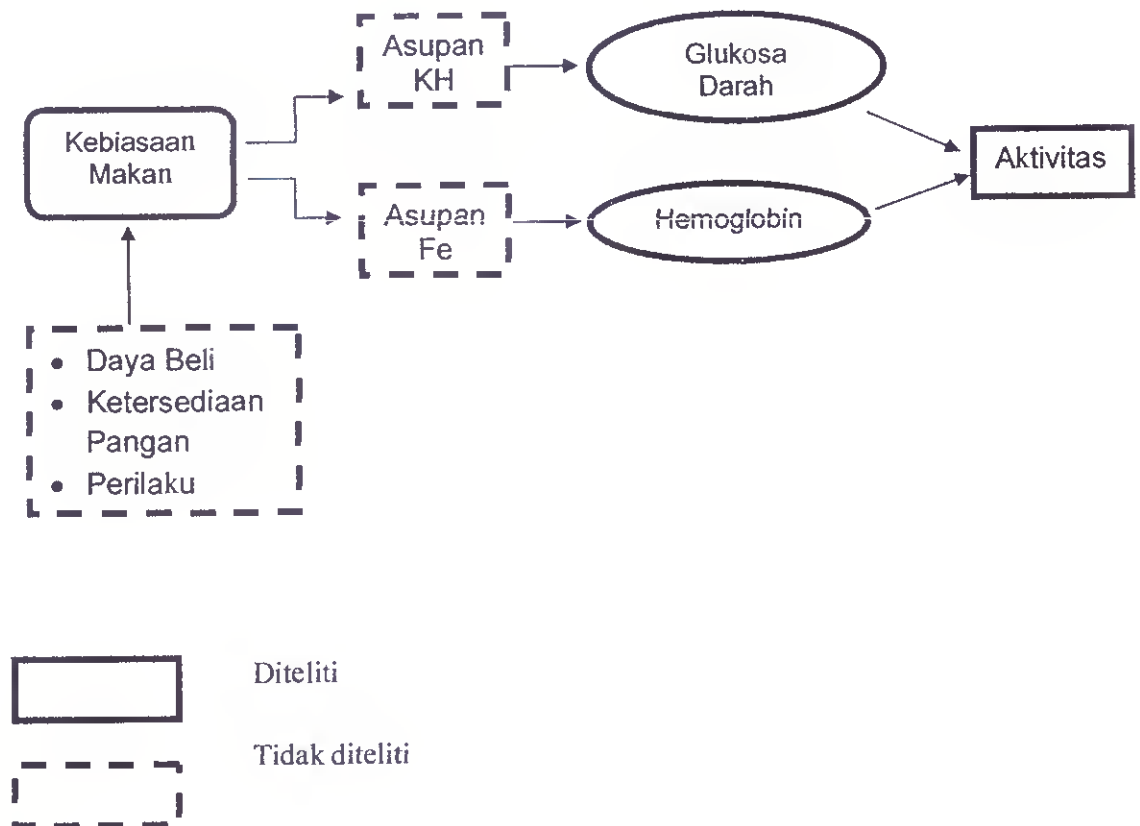 Asupan
KH
Glukosa
Darah
Kebiasaan
Makan
Aktivitas
Asupan
Fe
Hemoglobin
• Daya Beli
• Ketersediaan
Pangan
• Perilaku
Diteliti
Tidak diteliti